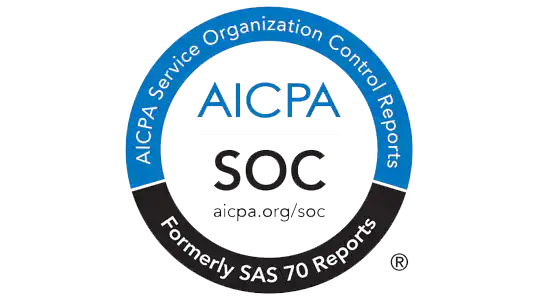 AICPA Service Organization Control Reports
AICPA
SOC
aicpa.org/soc
Formerly SAS 70 Reports
®